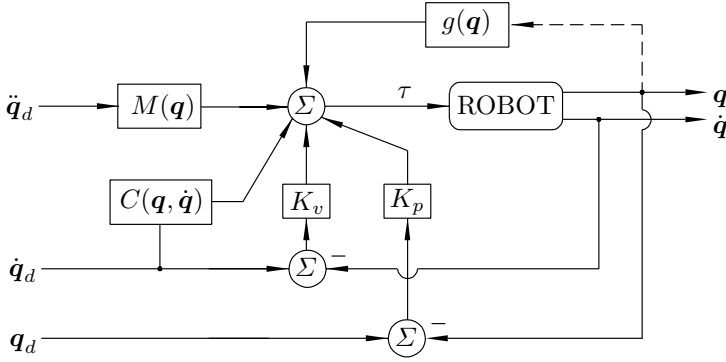 g(q)
q̈_d M(q) Σ τ ROBOT q
q̇
C(q, q̇) K_v K_p
q̇_d Σ −
q_d Σ −